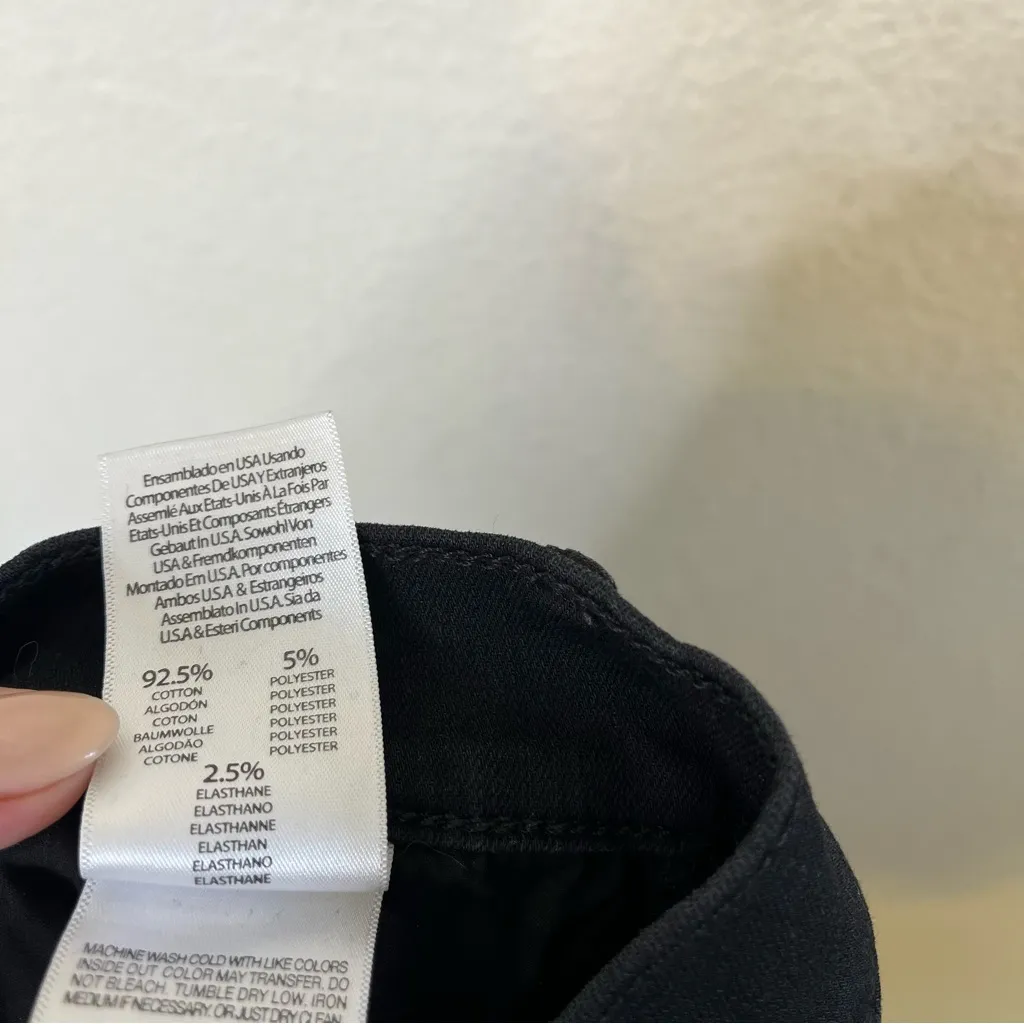 Ensamblado en USA Usando
Componentes De USA Y Extranjeros
Assemlé Aux Etats-Unis À La Fois Par
Etats-Unis Et Composants Étrangers
Gebaut In U.S.A. Sowohl Von
USA & Fremdkomponenten
Montado Em U.S.A. Por componentes
Ambos U.S.A & Estrangeiros
Assemblato In U.S.A. Sia da
U.S.A & Esteri Components
92.5%
COTTON
ALGODÓN
COTON
BAUMWOLLE
ALGODÃO
COTONE
5%
POLYESTER
POLYESTER
POLYESTER
POLYESTER
POLYESTER
POLYESTER
2.5%
ELASTHANE
ELASTHANO
ELASTHANNE
ELASTHAN
ELASTHANO
ELASTHANE
MACHINE WASH COLD WITH LIKE COLORS
INSIDE OUT. COLOR MAY TRANSFER. DO
NOT BLEACH. TUMBLE DRY LOW. IRON
MEDIUM IF NECESSARY. OR JUST DRY CLEAN